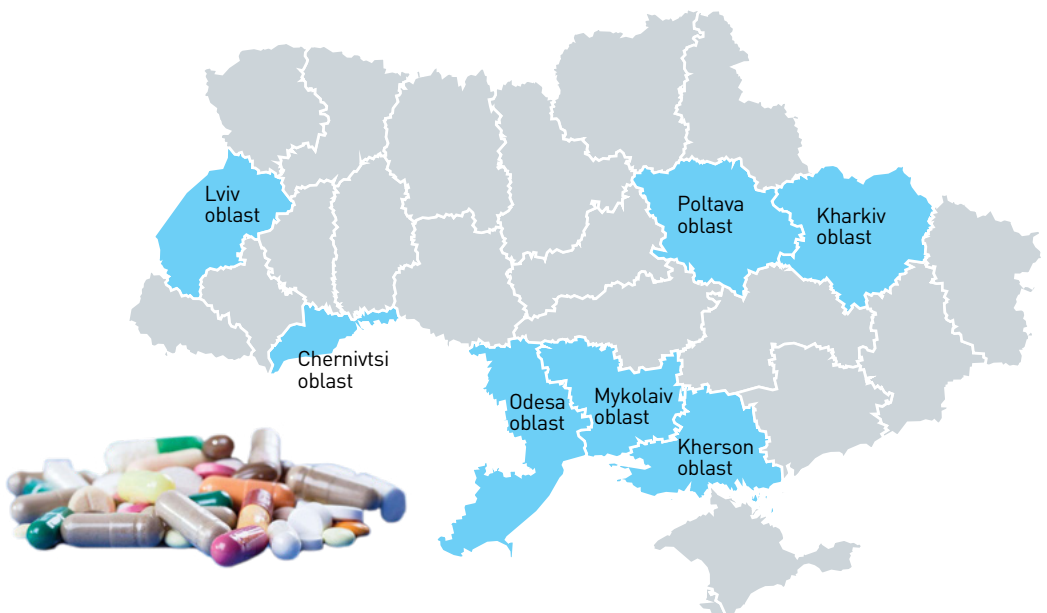 Lviv
oblast
Poltava
oblast
Kharkiv
oblast
Chernivtsi
oblast
Odesa
oblast
Mykolaiv
oblast
Kherson
oblast